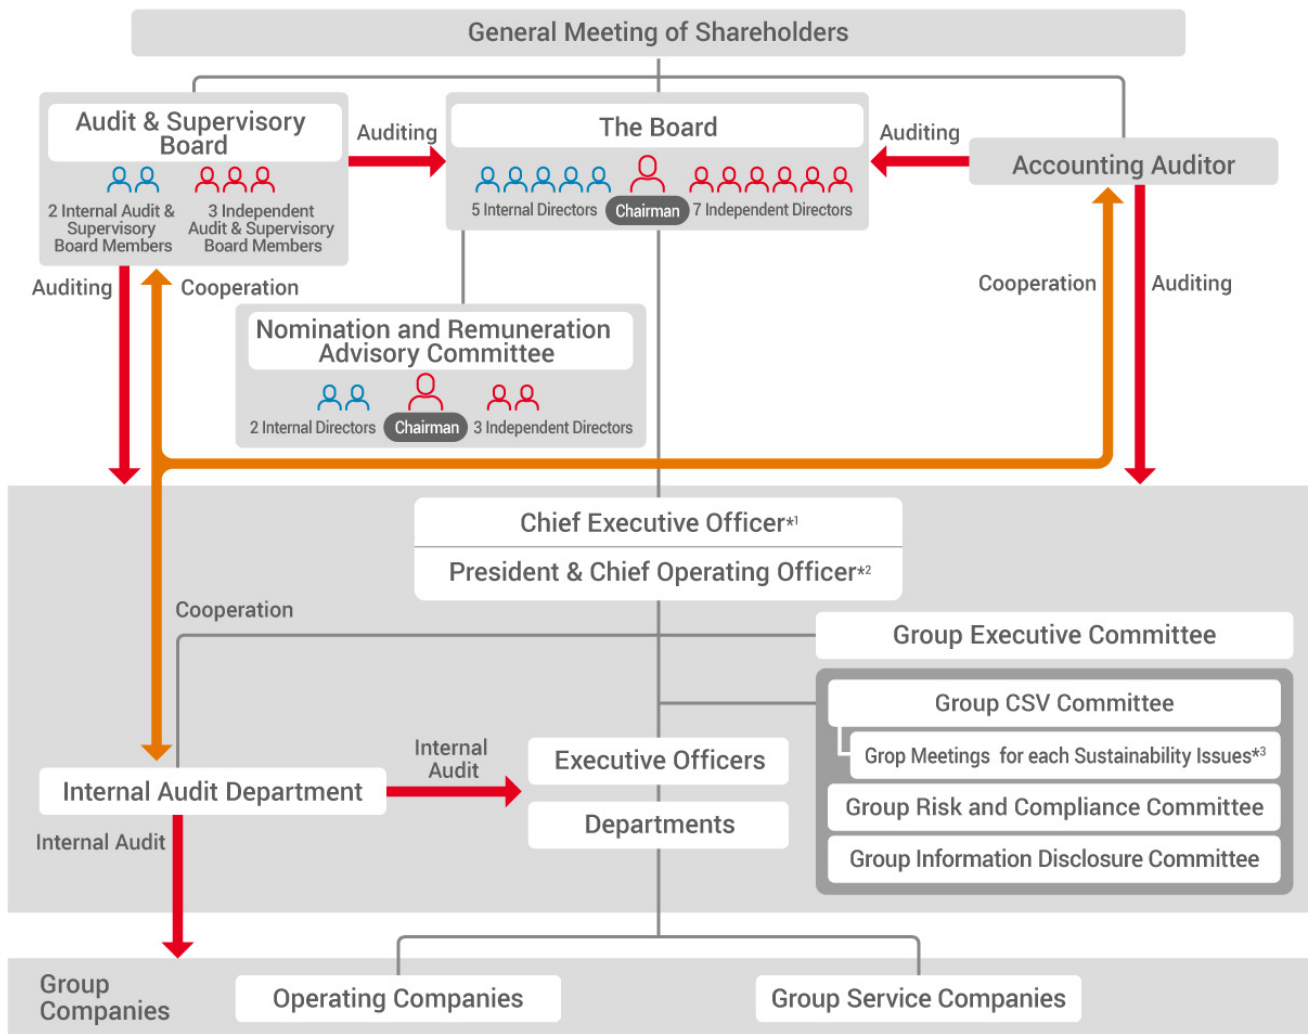 General Meeting of Shareholders
Audit & Supervisory
Board
2 Internal Audit &
Supervisory
Board Members
3 Independent
Audit & Supervisory
Board Members
Auditing
The Board
5 Internal Directors
Chairman
7 Independent Directors
Auditing
Accounting Auditor
Auditing
Cooperation
Cooperation
Auditing
Nomination and Remuneration
Advisory Committee
2 Internal Directors
Chairman
3 Independent Directors
Chief Executive Officer*1
President & Chief Operating Officer*2
Cooperation
Group Executive Committee
Group CSV Committee
Grop Meetings for each Sustainability Issues*3
Group Risk and Compliance Committee
Group Information Disclosure Committee
Internal Audit Department
Internal
Audit
Executive Officers
Departments
Internal Audit
Group
Companies
Operating Companies
Group Service Companies